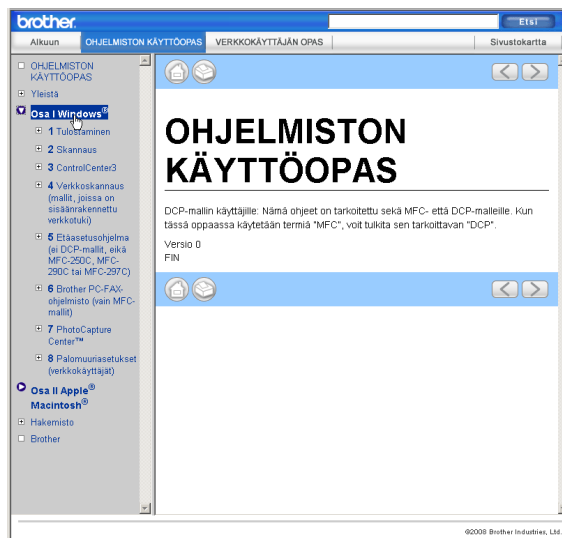 brother.
Etsi
Alkuun OHJELMISTON KÄYTTÖOPAS VERKKOKÄYTTÄJÄN OPAS Sivustokartta
OHJELMISTON
KÄYTTÖOPAS
Yleistä
Osa I Windows®
1 Tulostaminen
2 Skannaus
3 ControlCenter3
4 Verkkoskannaus
(mallit, joissa on
sisäänrakennettu
verkkotuki)
5 Etäasetusohjelma
(ei DCP-mallit, eikä
MFC-250C, MFC-
290C tai MFC-297C)
6 Brother PC-FAX-
ohjelmisto (vain MFC-
mallit)
7 PhotoCapture
Center™
8 Palomuuriasetukset
(verkkokäyttäjät)
Osa II Apple®
Macintosh®
Hakemisto
Brother
OHJELMISTON
KÄYTTÖOPAS
DCP-mallin käyttäjille: Nämä ohjeet on tarkoitettu sekä MFC- että DCP-malleille. Kun
tässä oppaassa käytetään termiä "MFC", voit tulkita sen tarkoittavan "DCP".
Versio 0
FIN
©2008 Brother Industries, Ltd.